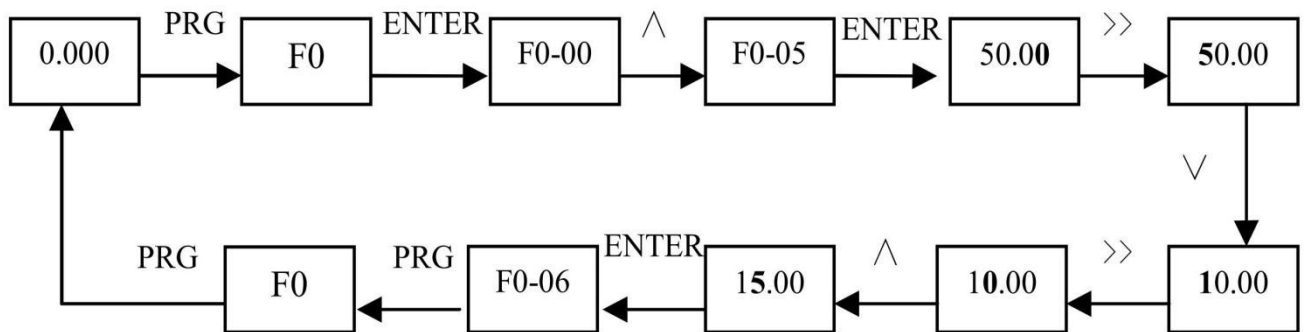 PRG ENTER ∧ ENTER >>
0.000 F0 F0-00 F0-05 50.00 50.00
∨
PRG PRG ENTER ∧ >>
F0 F0-06 15.00 10.00 10.00